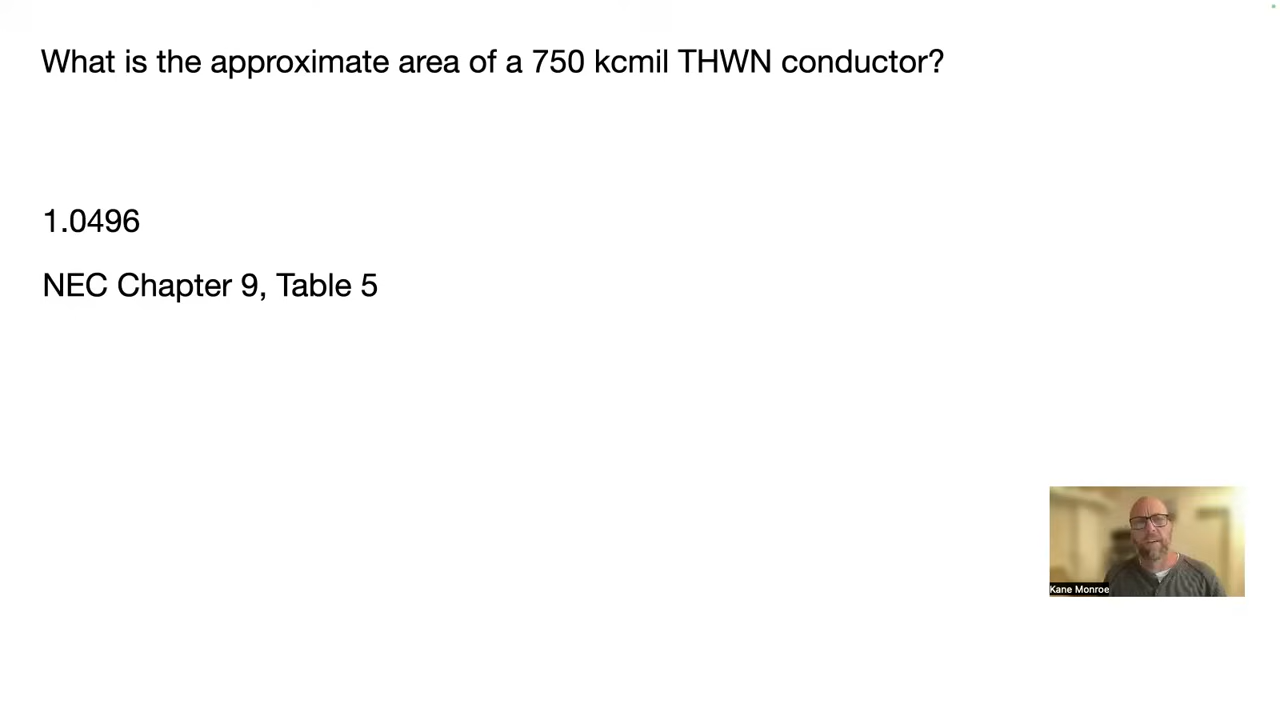 What is the approximate area of a 750 kcmil THWN conductor?
1.0496
NEC Chapter 9, Table 5
Kane Monroe